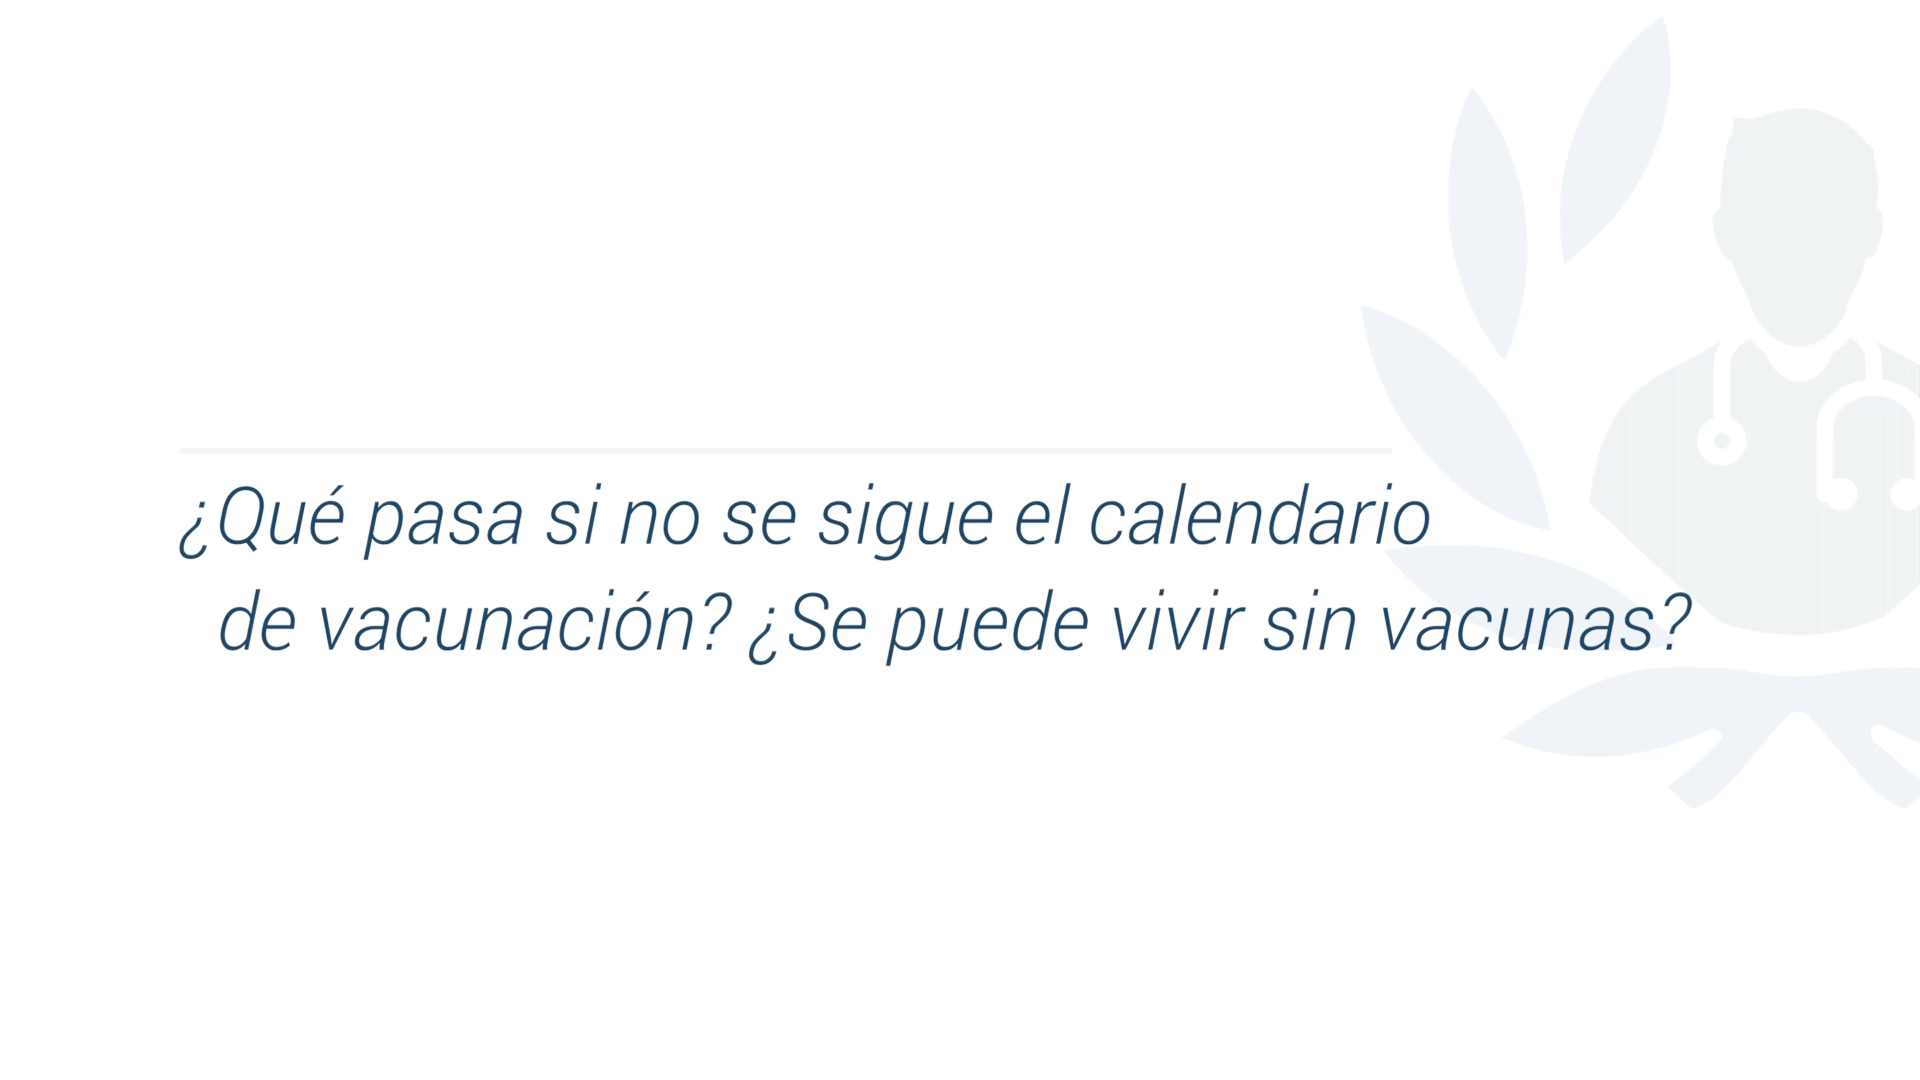 ¿Qué pasa si no se sigue el calendario
de vacunación? ¿Se puede vivir sin vacunas?